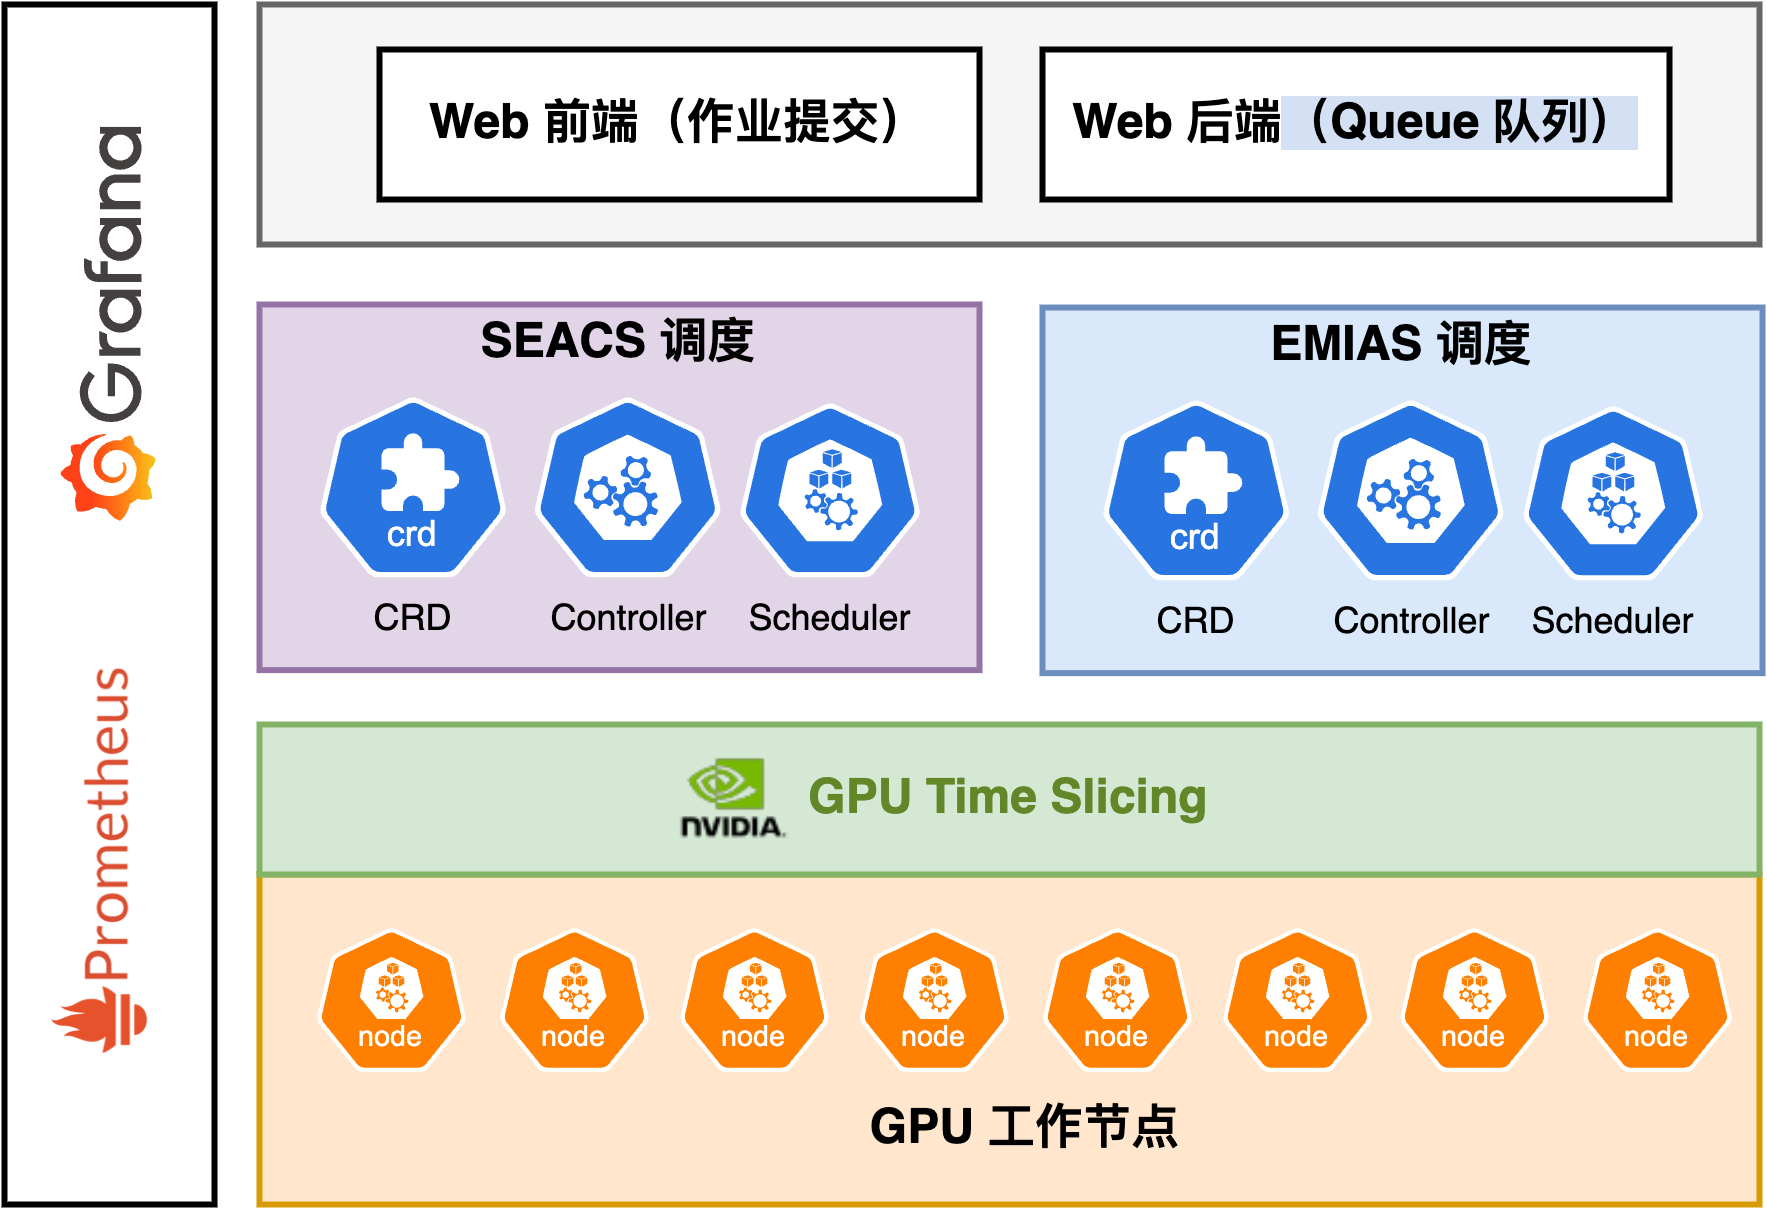 Grafana
Prometheus
Web 前端（作业提交）
Web 后端（Queue 队列）
SEACS 调度
crd
CRD
Controller
Scheduler
EMIAS 调度
crd
CRD
Controller
Scheduler
NVIDIA.
GPU Time Slicing
node
node
node
node
node
node
node
node
GPU 工作节点